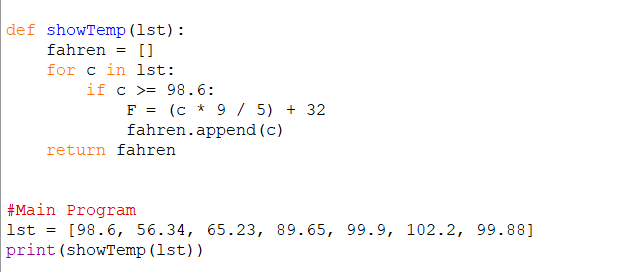 def showTemp(lst):
    fahren = []
    for c in lst:
        if c >= 98.6:
            F = (c * 9 / 5) + 32
            fahren.append(c)
    return fahren
#Main Program
lst = [98.6, 56.34, 65.23, 89.65, 99.9, 102.2, 99.88]
print(showTemp(lst))